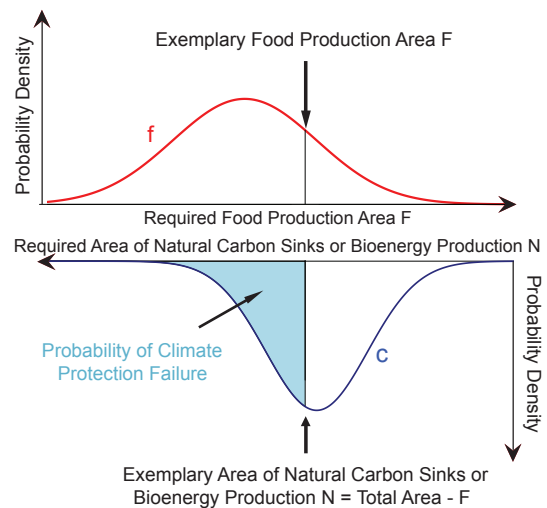 Exemplary Food Production Area F
Probability Density
f
Required Food Production Area F
Required Area of Natural Carbon Sinks or Bioenergy Production N
Probability of Climate
Protection Failure
c
Probability Density
Exemplary Area of Natural Carbon Sinks or
Bioenergy Production N = Total Area - F